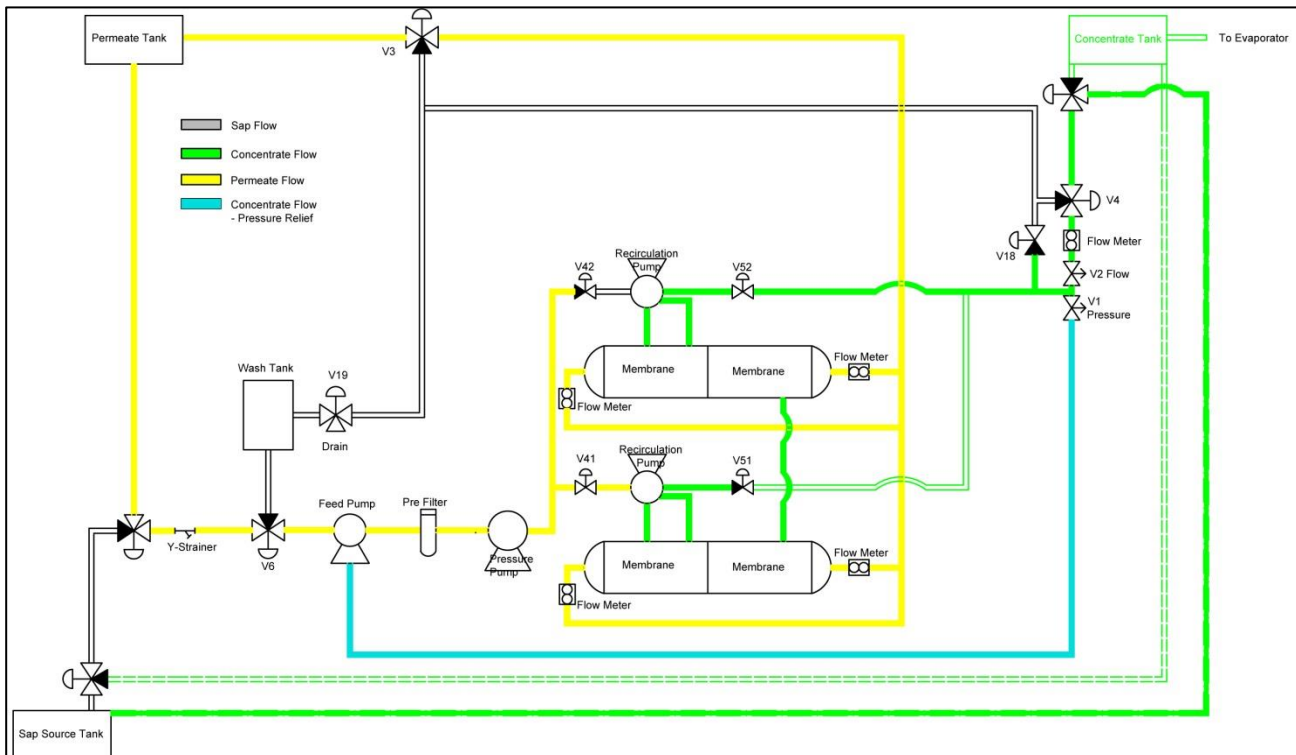 Permeate Tank
V3
Concentrate Tank
To Evaporator
Sap Flow
Concentrate Flow
Permeate Flow
Concentrate Flow
- Pressure Relief
V4
Flow Meter
V18
V2 Flow
V1
Pressure
V42
Recirculation
Pump
V52
Membrane
Membrane
Flow Meter
Flow Meter
Wash Tank
V19
Drain
V41
Recirculation
Pump
V51
Feed Pump
Pre Filter
Pressure
Pump
Y-Strainer
V6
Membrane
Membrane
Flow Meter
Flow Meter
Sap Source Tank